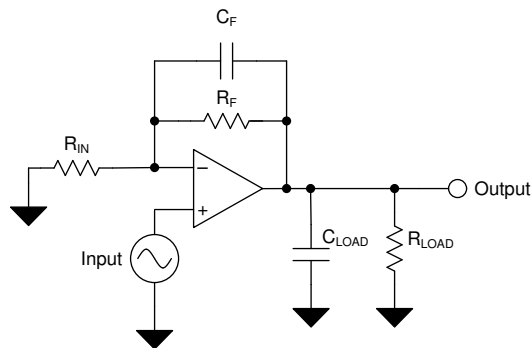 C_F
R_F
R_IN
−
+
Output
Input
C_LOAD
R_LOAD